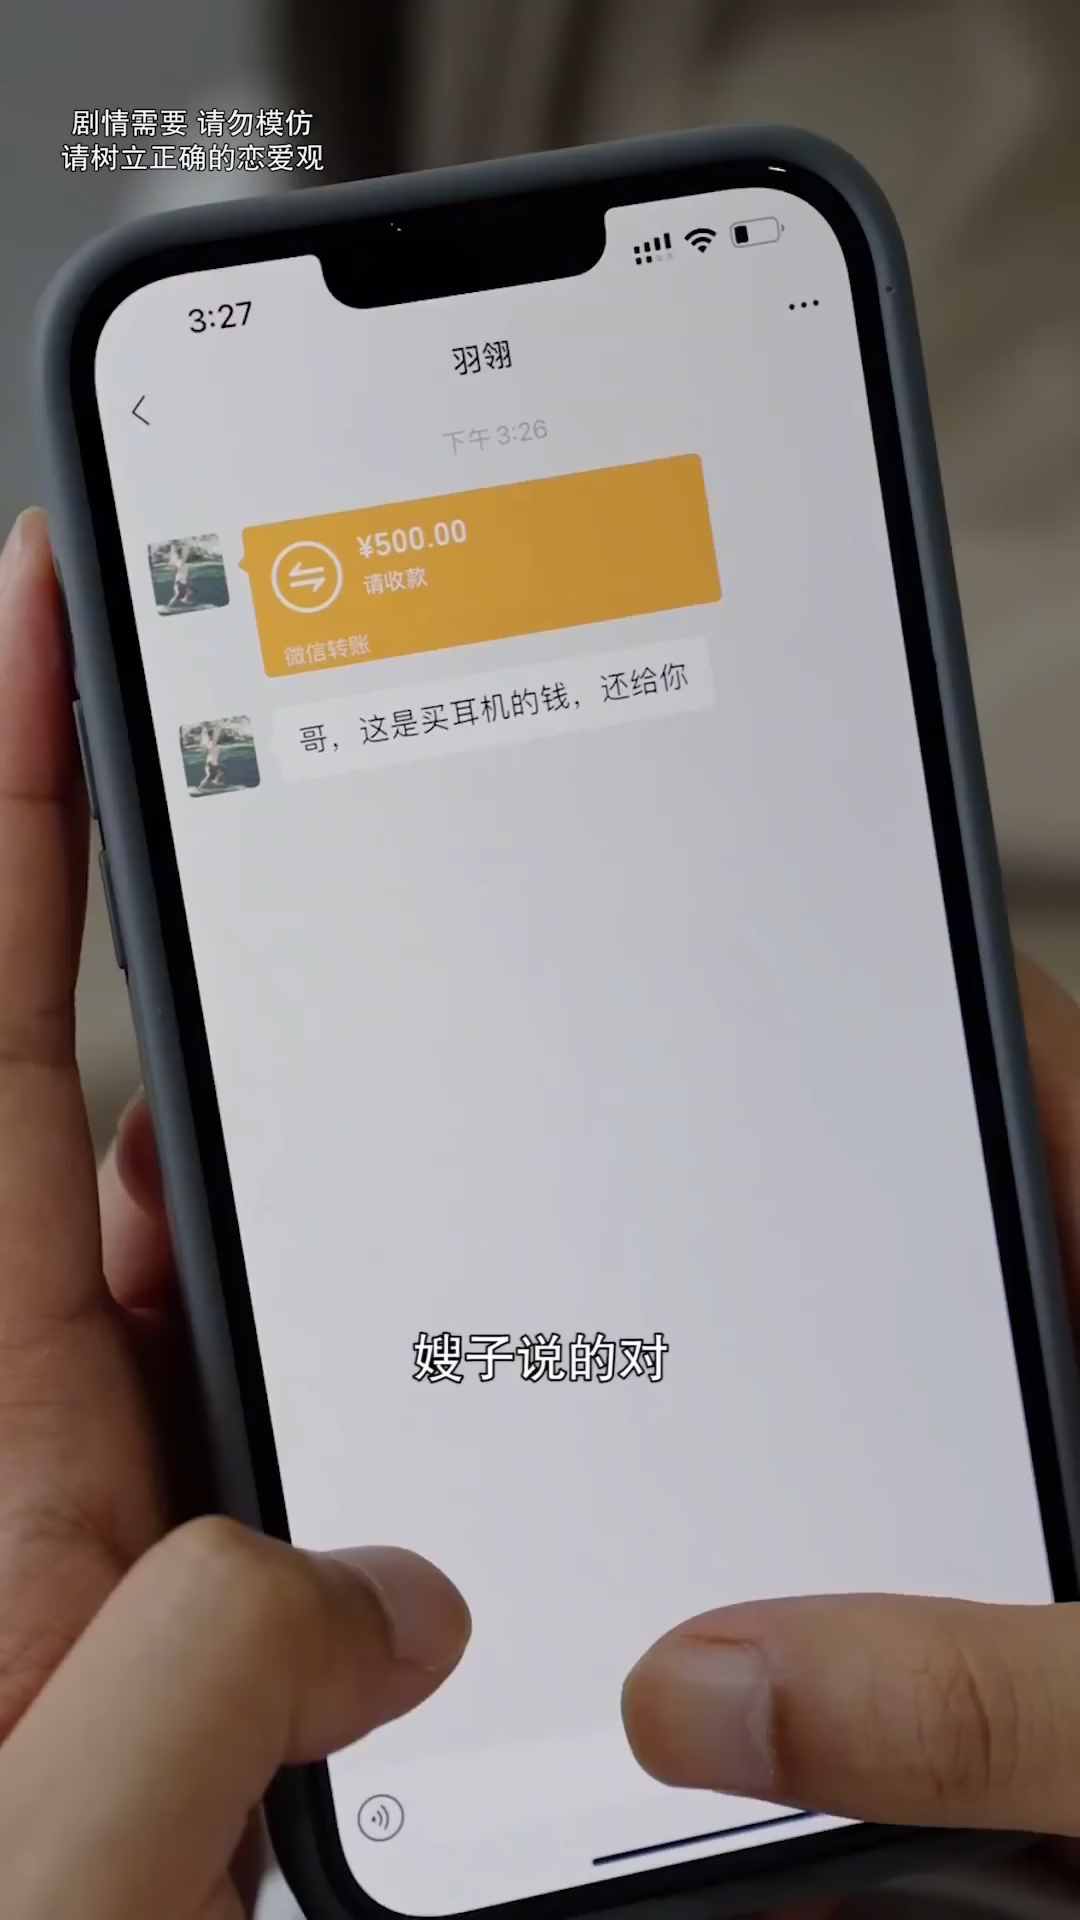 剧情需要 请勿模仿
请树立正确的恋爱观
3:27
羽翎
下午 3:26
¥500.00
请收款
微信转账
哥，这是买耳机的钱，还给你
嫂子说的对